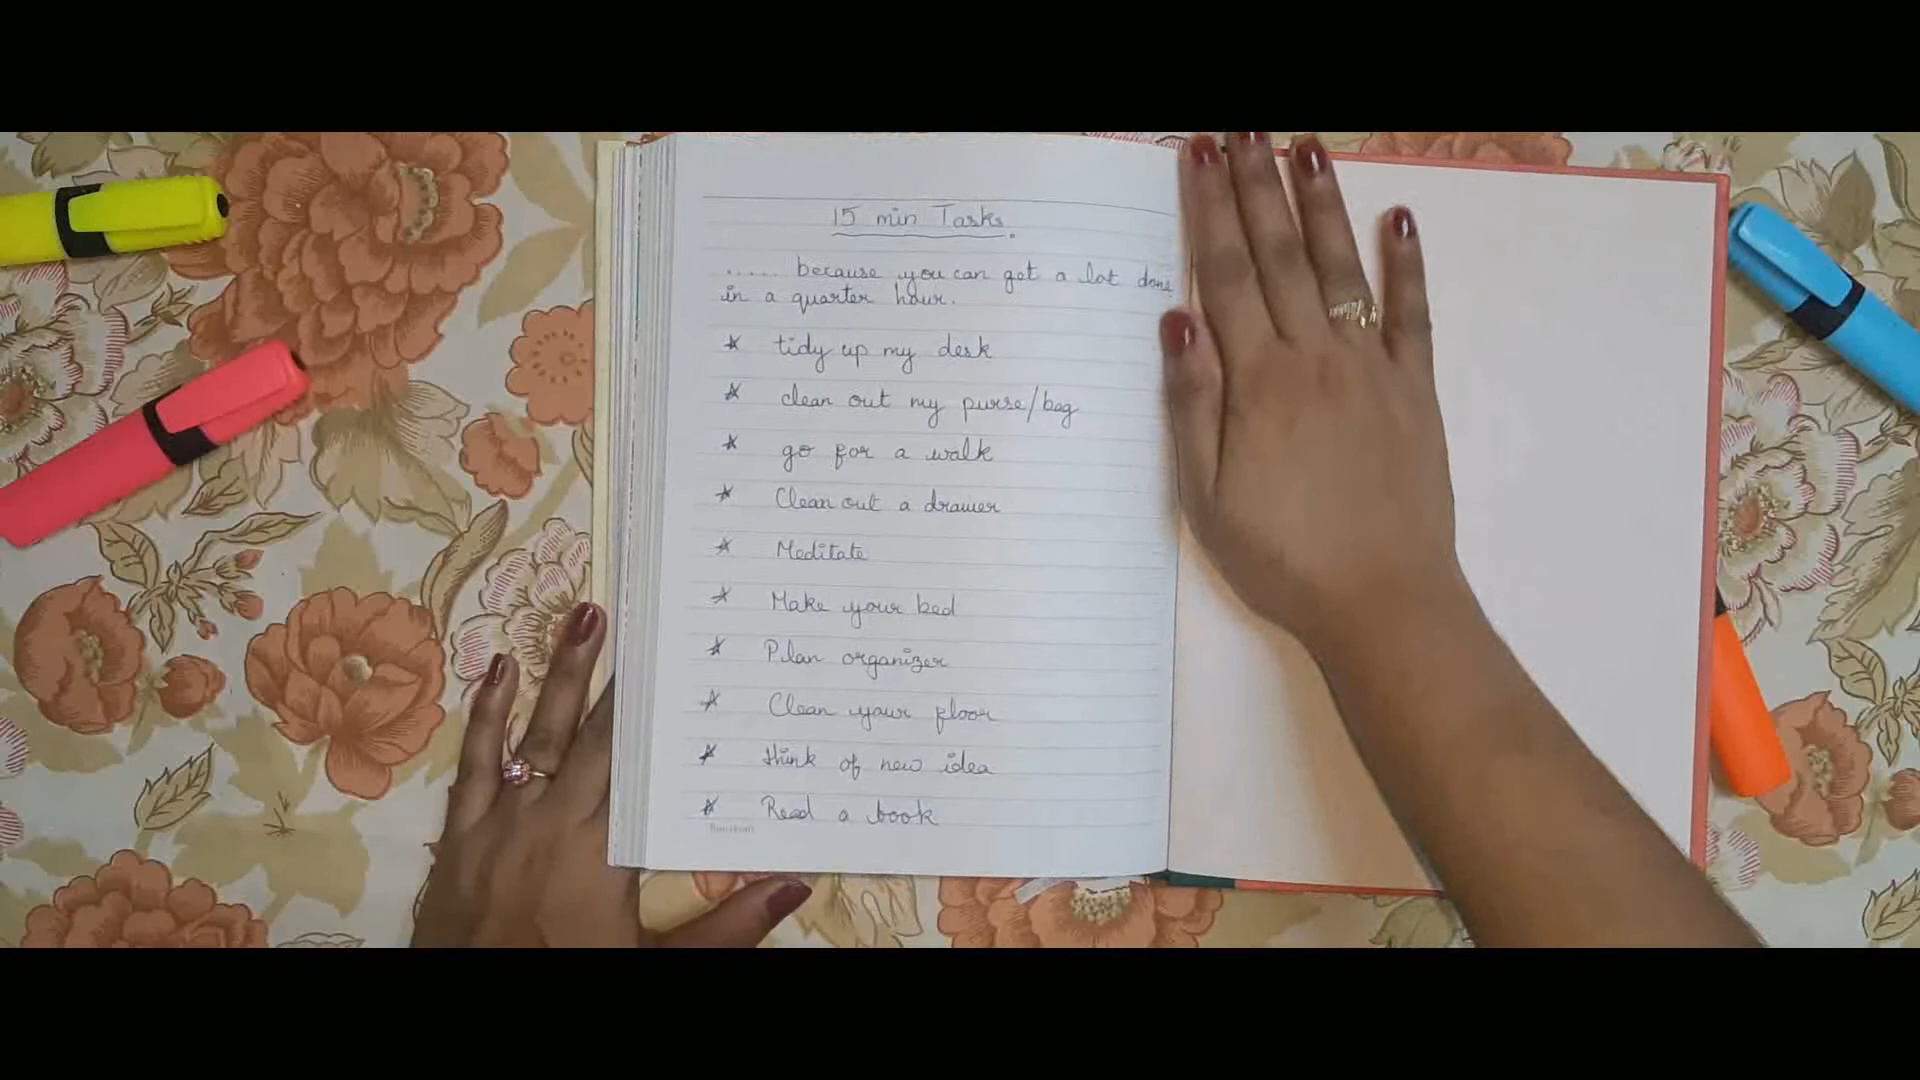 15 min Tasks.
..... because you can get a lot done
in a quarter hour.
* tidy up my desk
* clean out my purse/bag
* go for a walk
* Clean out a drawer
* Meditate
* Make your bed
* Plan organizer
* Clean your floor
* think of new idea
* Read a book